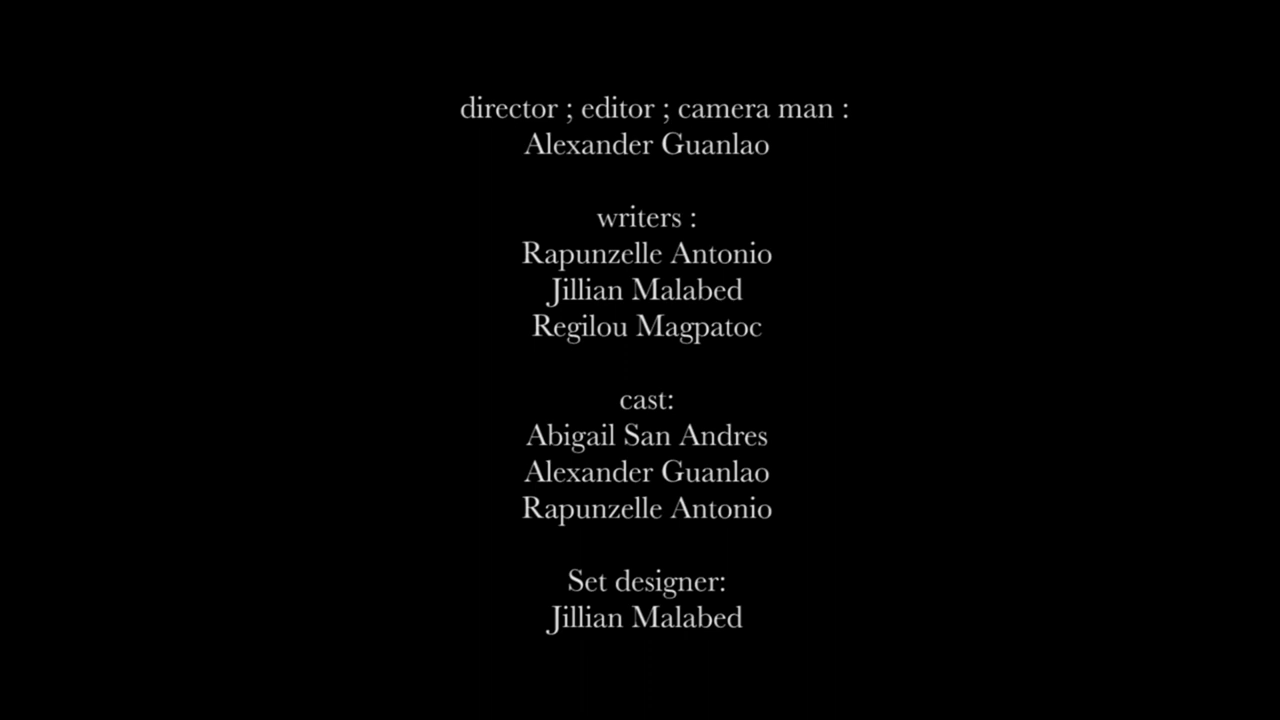 director ; editor ; camera man :
Alexander Guanlao
writers :
Rapunzelle Antonio
Jillian Malabed
Regilou Magpatoc
cast:
Abigail San Andres
Alexander Guanlao
Rapunzelle Antonio
Set designer:
Jillian Malabed